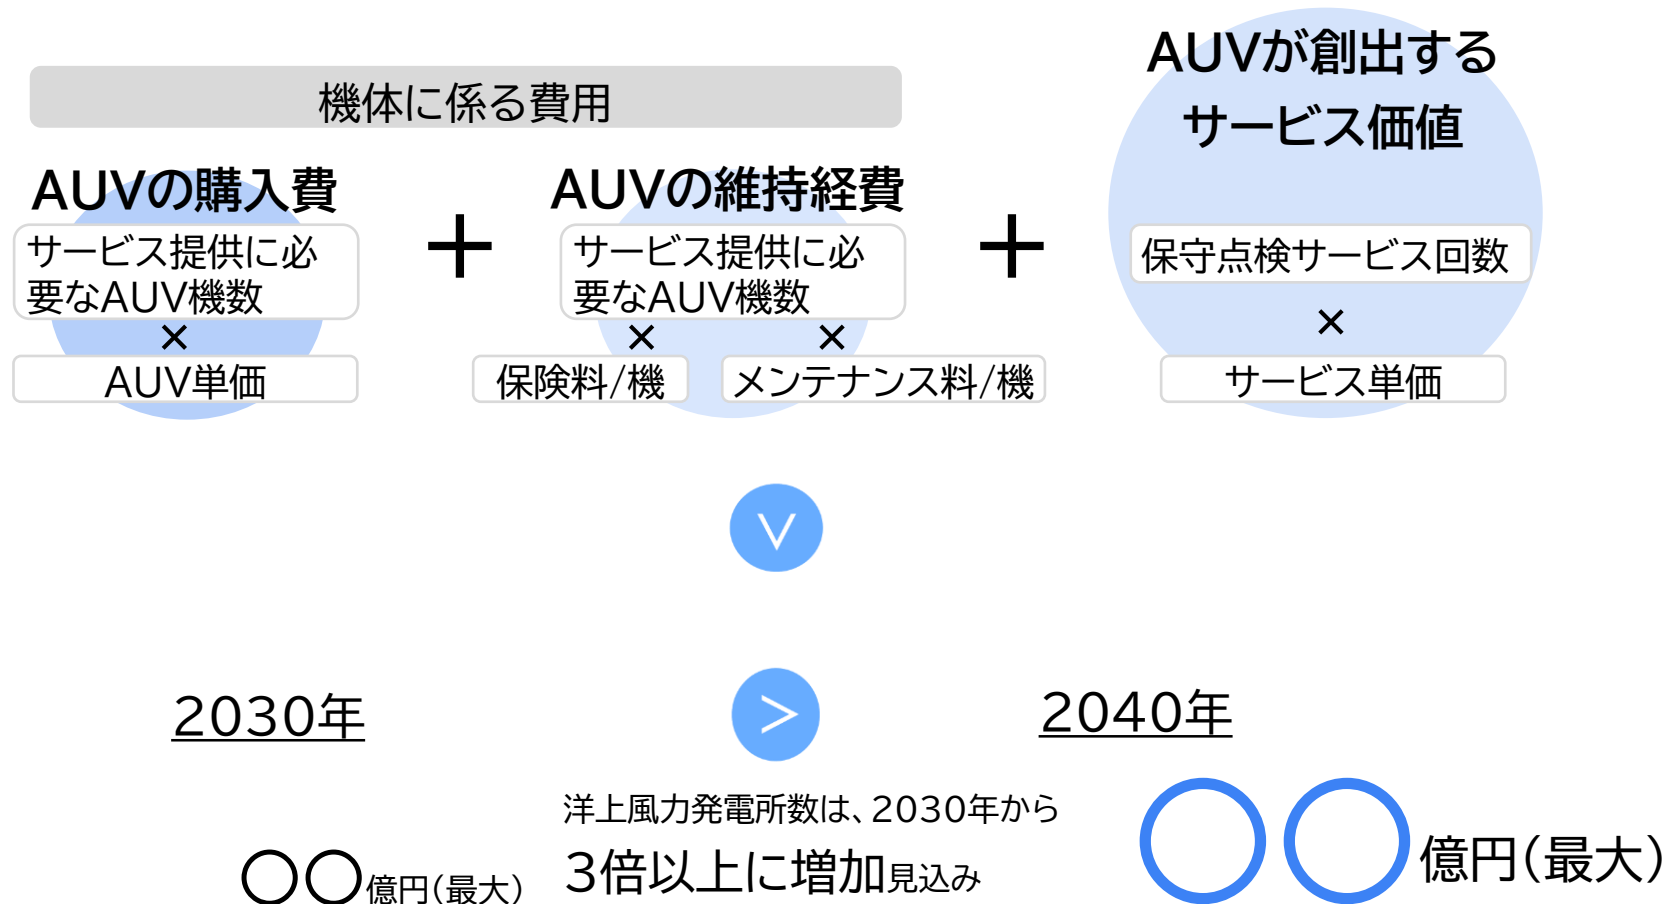 機体に係る費用
AUVの購入費
サービス提供に必
要なAUV機数
×
AUV単価
＋
AUVの維持経費
サービス提供に必
要なAUV機数
× ×
保険料/機 メンテナンス料/機
＋
AUVが創出する
サービス価値
保守点検サービス回数
×
サービス単価
>
2030年
○○億円(最大)
>
洋上風力発電所数は、2030年から
3倍以上に増加見込み
2040年
○○億円(最大)